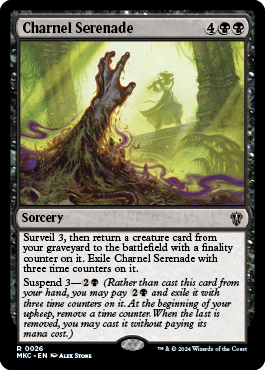 Charnel Serenade 4
Sorcery
Surveil 3, then return a creature card from
your graveyard to the battlefield with a finality
counter on it. Exile Charnel Serenade with
three time counters on it.
Suspend 3—2 (Rather than cast this card from
your hand, you may pay 2 and exile it with
three time counters on it. At the beginning of your
upkeep, remove a time counter. When the last is
removed, you may cast it without paying its
mana cost.)
R 0026
MKC • EN Alex Stone
™ & © 2024 Wizards of the Coast